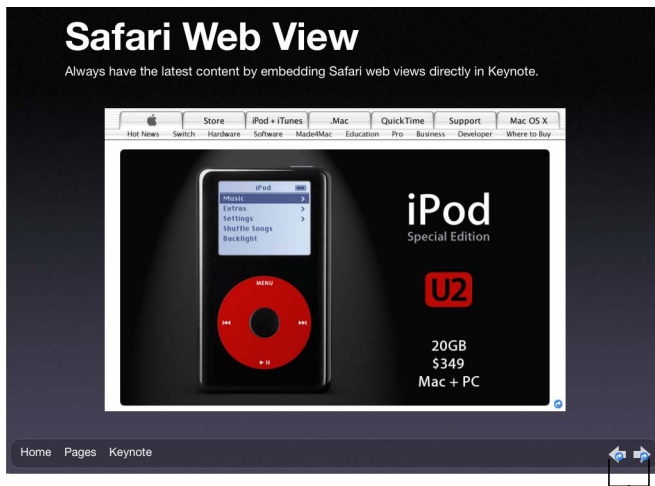 Safari Web View
Always have the latest content by embedding Safari web views directly in Keynote.
Store iPod + iTunes .Mac QuickTime Support Mac OS X
Hot News Switch Hardware Software Made4Mac Education Pro Business Developer Where to Buy
iPod
Music
Extras
Settings
Shuffle Songs
Backlight
MENU
iPod
Special Edition
U2
20GB
$349
Mac + PC
Home Pages Keynote